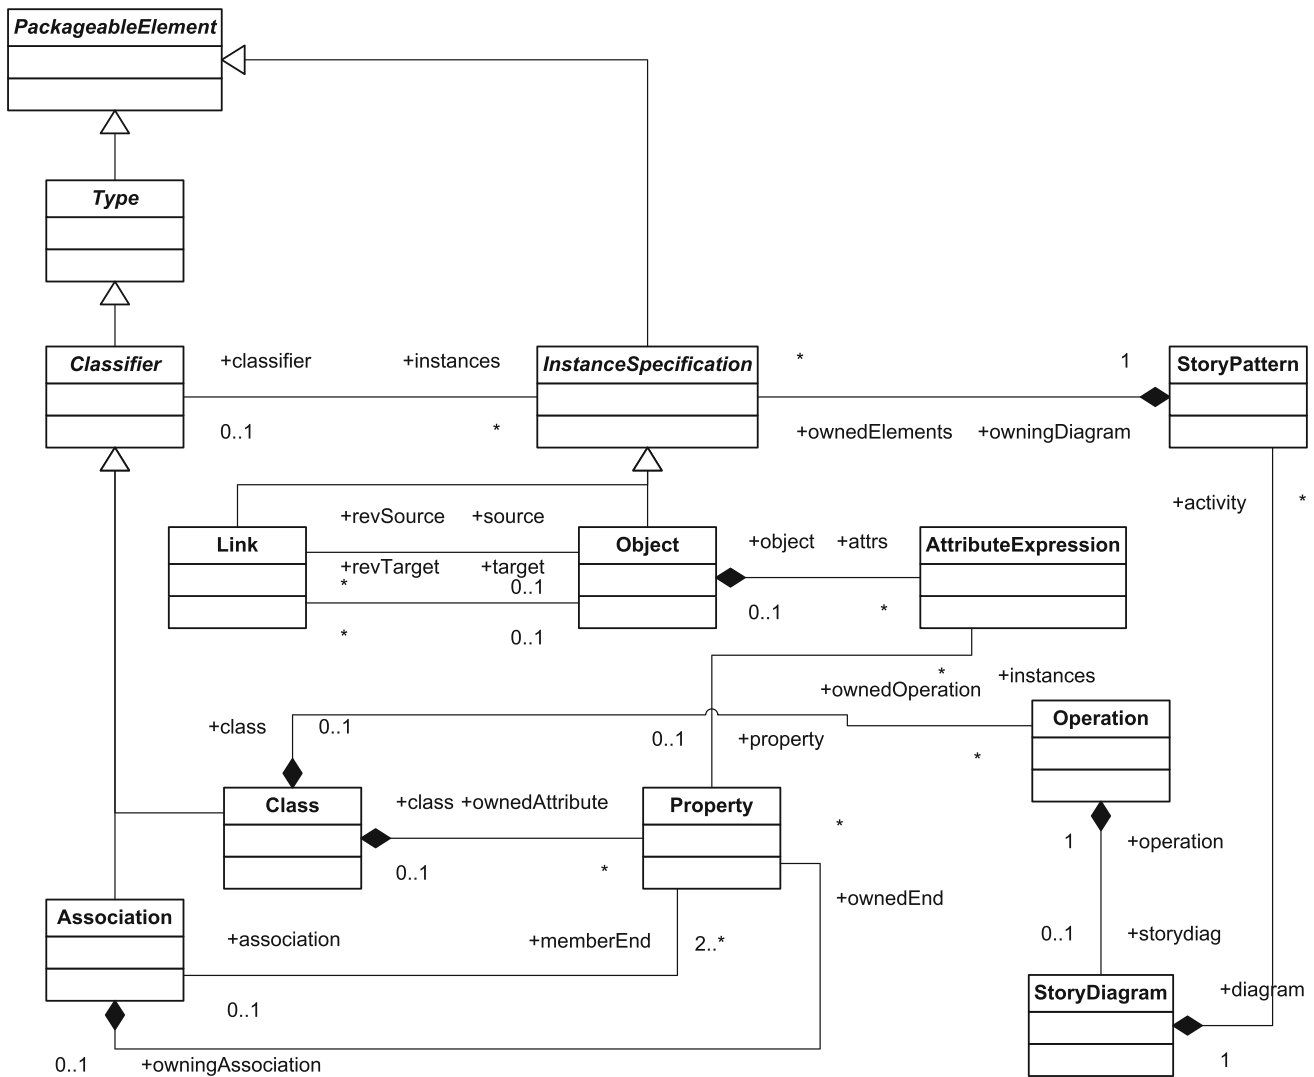 PackageableElement
Type
Classifier
+classifier
+instances
0..1
*
InstanceSpecification
*
1
+ownedElements
+owningDiagram
StoryPattern
+activity
*
Link
+revSource
+source
+revTarget
+target
*
0..1
*
0..1
Object
+object
+attrs
0..1
*
AttributeExpression
*
+instances
+ownedOperation
+class
0..1
0..1
+property
*
Operation
Class
+class
+ownedAttribute
0..1
*
Property
*
+ownedEnd
1
+operation
0..1
+storydiag
Association
+association
+memberEnd
2..*
0..1
0..1
+owningAssociation
StoryDiagram
+diagram
1